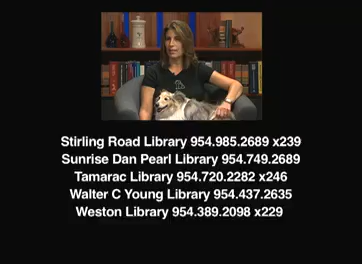 Stirling Road Library 954.985.2689 x239
Sunrise Dan Pearl Library 954.749.2689
Tamarac Library 954.720.2282 x246
Walter C Young Library 954.437.2635
Weston Library 954.389.2098 x229